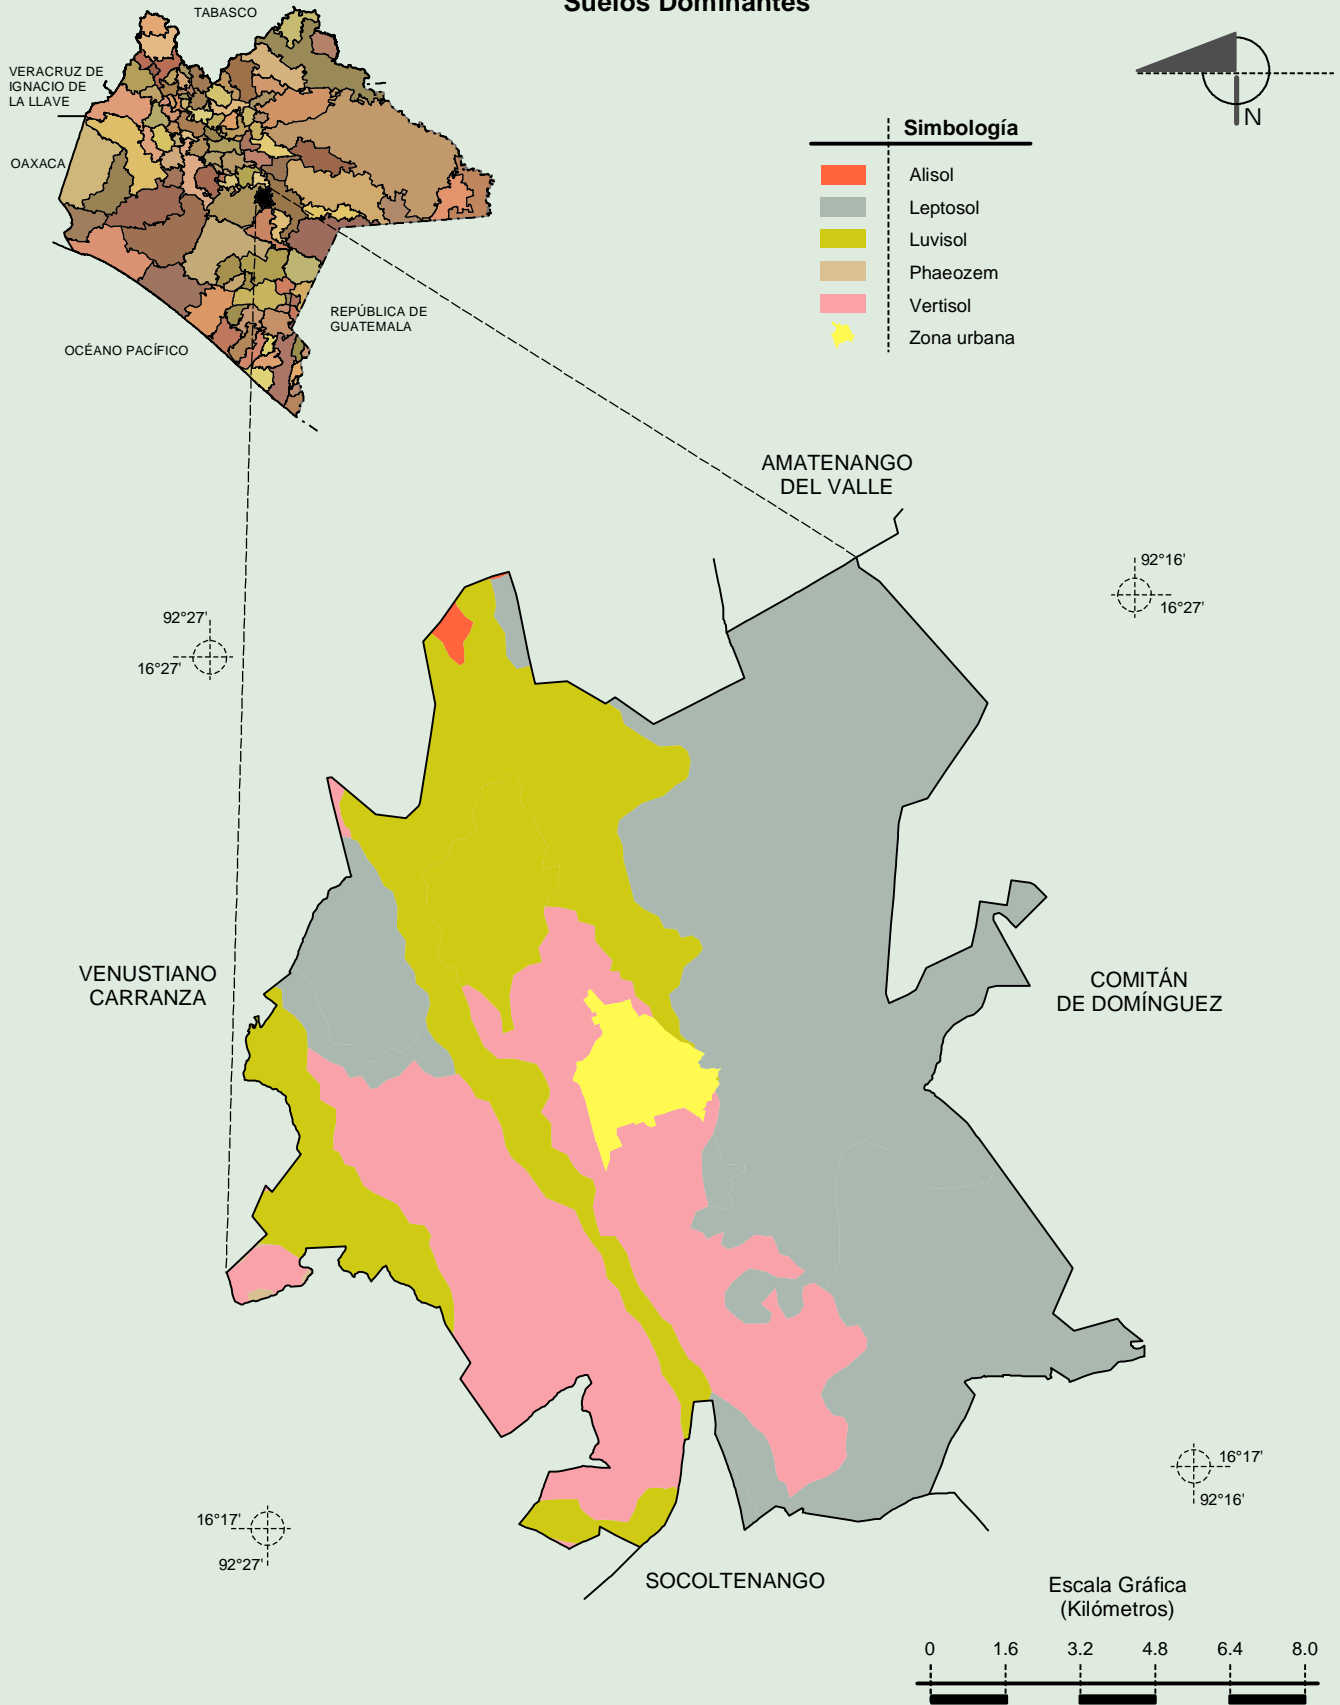 Suelos Dominantes
TABASCO
VERACRUZ DE
IGNACIO DE
LA LLAVE
OAXACA
REPÚBLICA DE
GUATEMALA
OCÉANO PACÍFICO
N
Simbología
Alisol
Leptosol
Luvisol
Phaeozem
Vertisol
Zona urbana
AMATENANGO
DEL VALLE
92°16'
16°27'
92°27'
16°27'
VENUSTIANO
CARRANZA
COMITÁN
DE DOMÍNGUEZ
16°17'
92°16'
16°17'
92°27'
SOCOLTENANGO
Escala Gráfica
(Kilómetros)
0 1.6 3.2 4.8 6.4 8.0